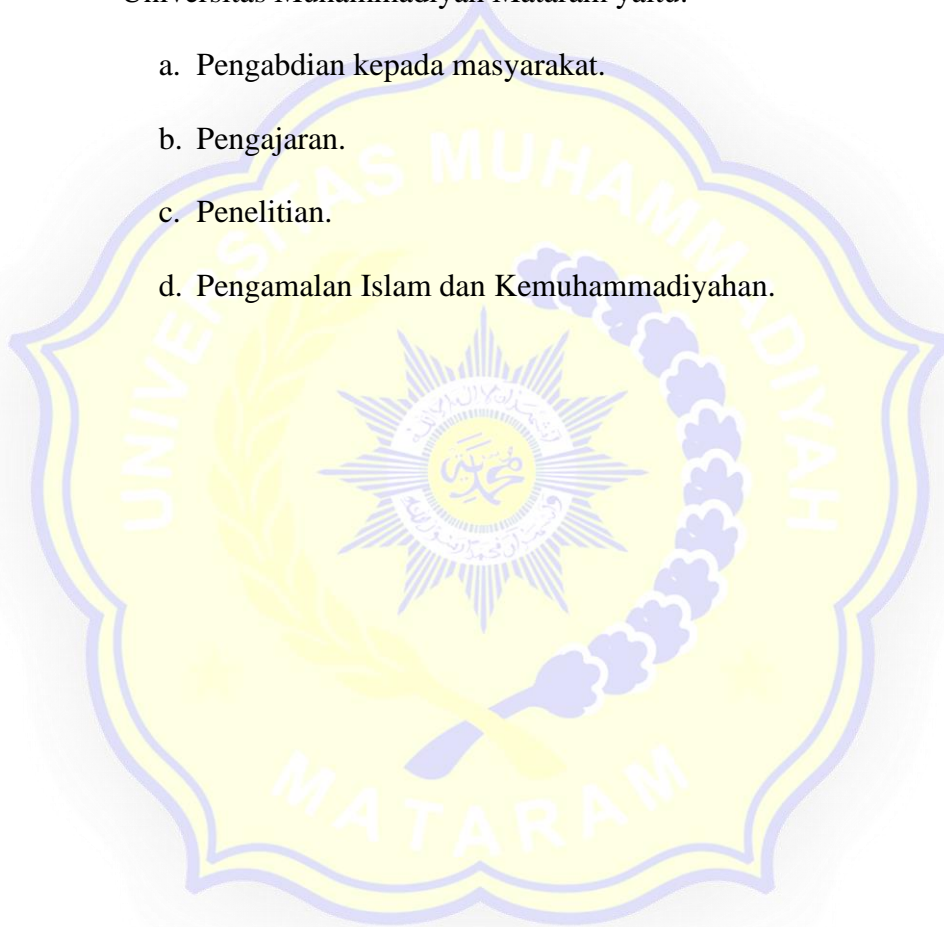 Universitas Muhammadiyah Mataram yaitu:
a. Pengabdian kepada masyarakat.
b. Pengajaran.
c. Penelitian.
d. Pengamalan Islam dan Kemuhammadiyahan.
UNIVERSITAS MUHAMMADIYAH
MATARAM